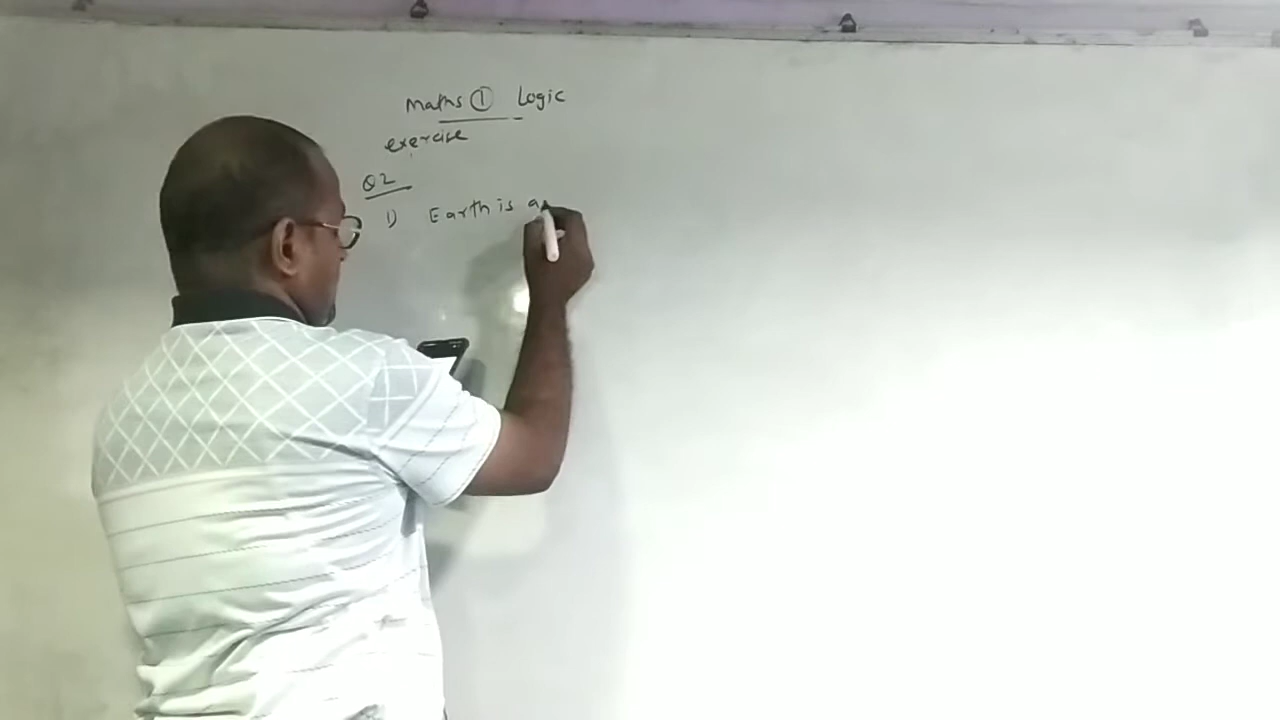 Maths ① Logic
exercise
Q2
1) Earth is a